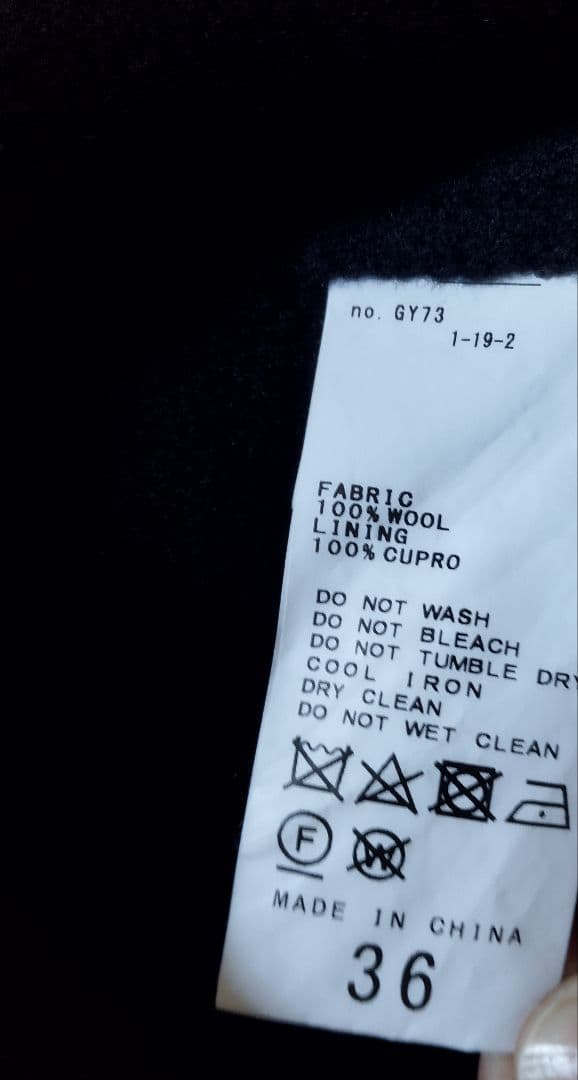 no. GY73
1-19-2
FABRIC
100% WOOL
LINING
100% CUPRO
DO NOT WASH
DO NOT BLEACH
DO NOT TUMBLE DRY
COOL IRON
DRY CLEAN
DO NOT WET CLEAN
F W
MADE IN CHINA
36